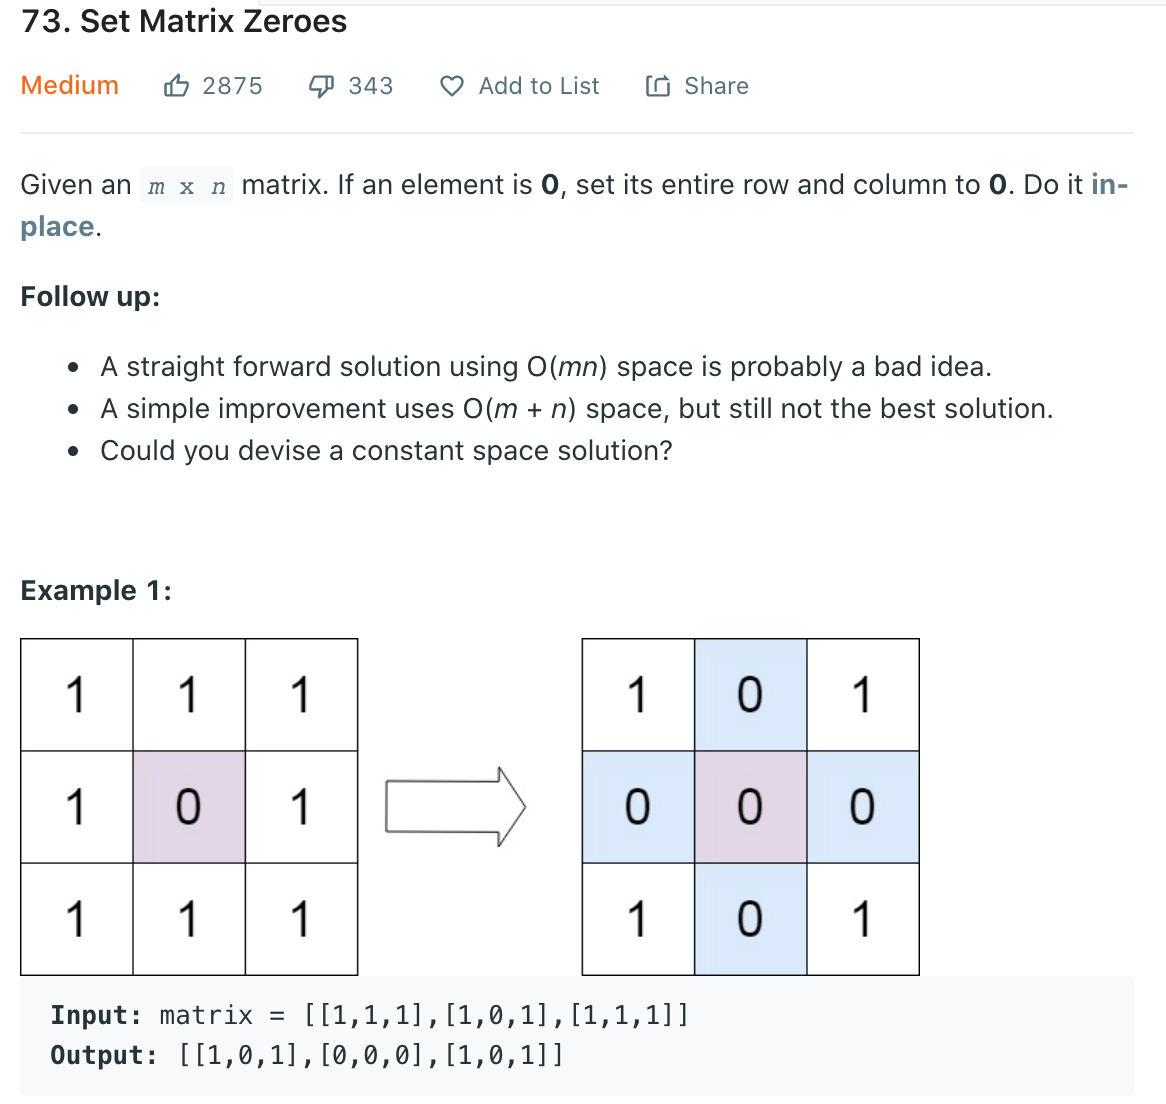 73. Set Matrix Zeroes
Medium 2875 343 Add to List Share
Given an m x n matrix. If an element is 0, set its entire row and column to 0. Do it in-
place.
Follow up:
• A straight forward solution using O(mn) space is probably a bad idea.
• A simple improvement uses O(m + n) space, but still not the best solution.
• Could you devise a constant space solution?
Example 1:
1 1 1 1 0 1
1 0 1 0 0 0
1 1 1 1 0 1
Input: matrix = [[1,1,1],[1,0,1],[1,1,1]]
Output: [[1,0,1],[0,0,0],[1,0,1]]